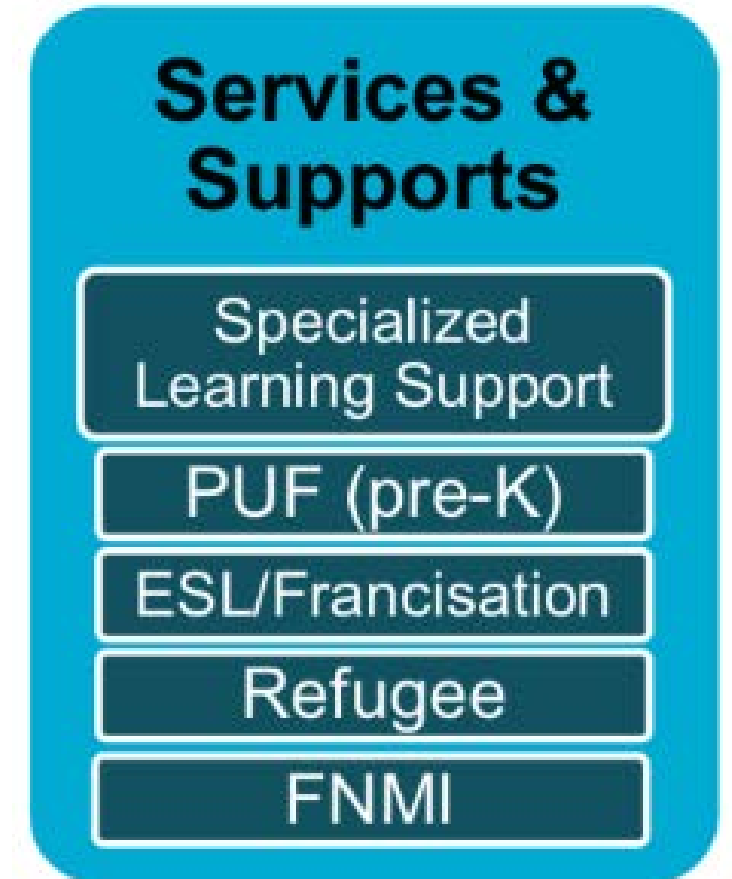 Services &
Supports
Specialized
Learning Support
PUF (pre-K)
ESL/Francisation
Refugee
FNMI